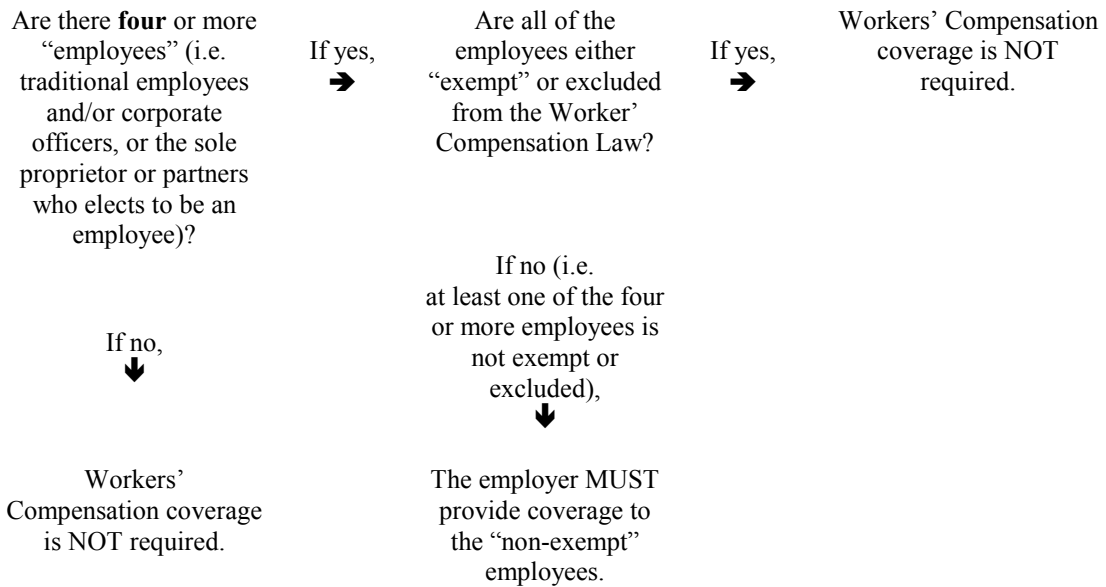 Are there four or more
“employees” (i.e.
traditional employees
and/or corporate
officers, or the sole
proprietor or partners
who elects to be an
employee)?
If yes,
➔
Are all of the
employees either
“exempt” or excluded
from the Worker’
Compensation Law?
If yes,
➔
Workers’ Compensation
coverage is NOT
required.
If no,
🡻
If no (i.e.
at least one of the four
or more employees is
not exempt or
excluded),
🡻
Workers’
Compensation coverage
is NOT required.
The employer MUST
provide coverage to
the “non-exempt”
employees.